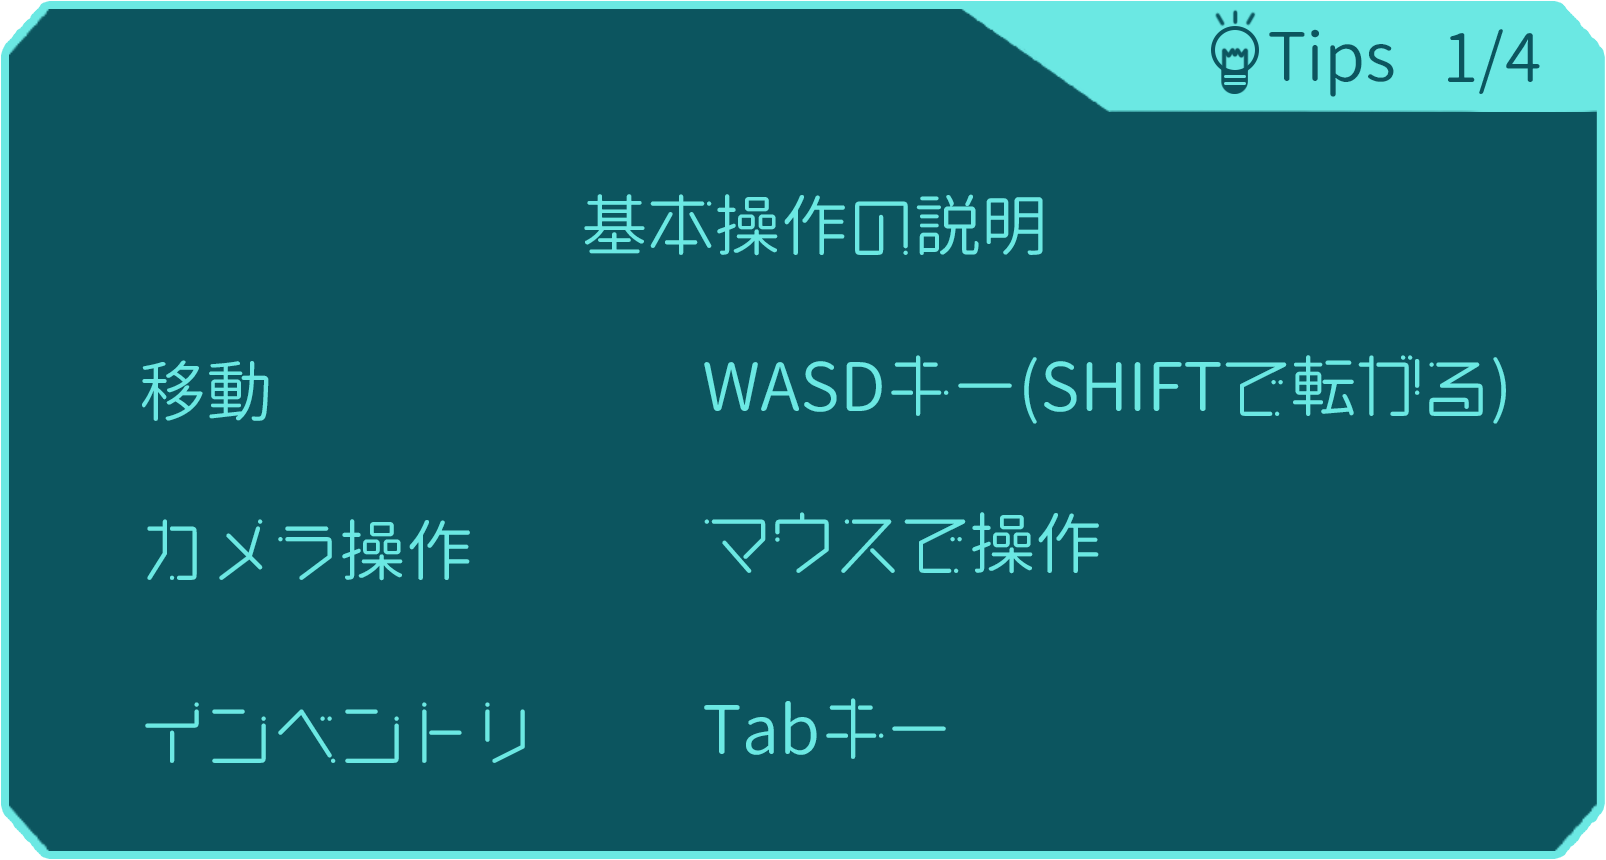 Tips 1/4
基本操作の説明
移動 WASDキー(SHIFTで転がる)
カメラ操作 マウスで操作
インベントリ Tabキー